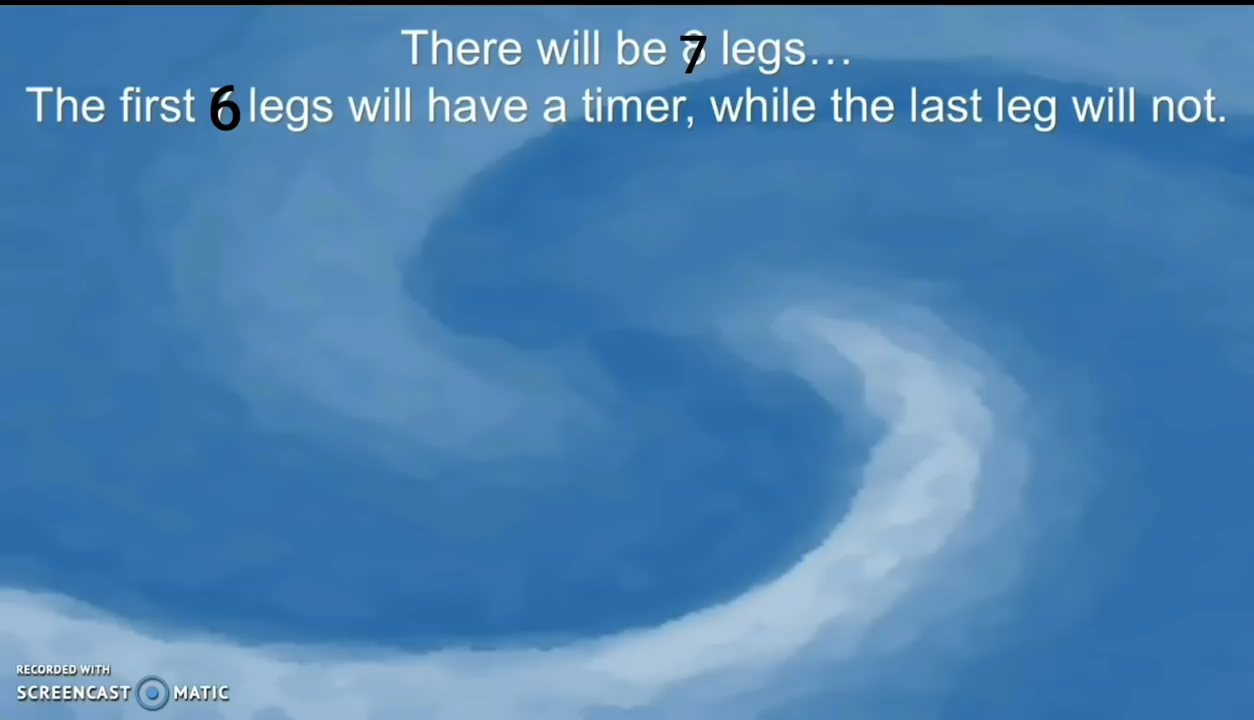 There will be 7 legs...
The first 6 legs will have a timer, while the last leg will not.
RECORDED WITH
SCREENCAST MATIC